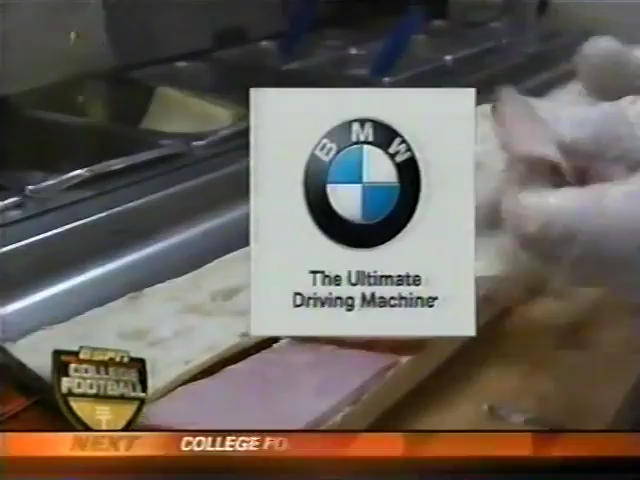 BMW
The Ultimate
Driving Machine
ESPN
COLLEGE
FOOTBALL
NEXT COLLEGE FO